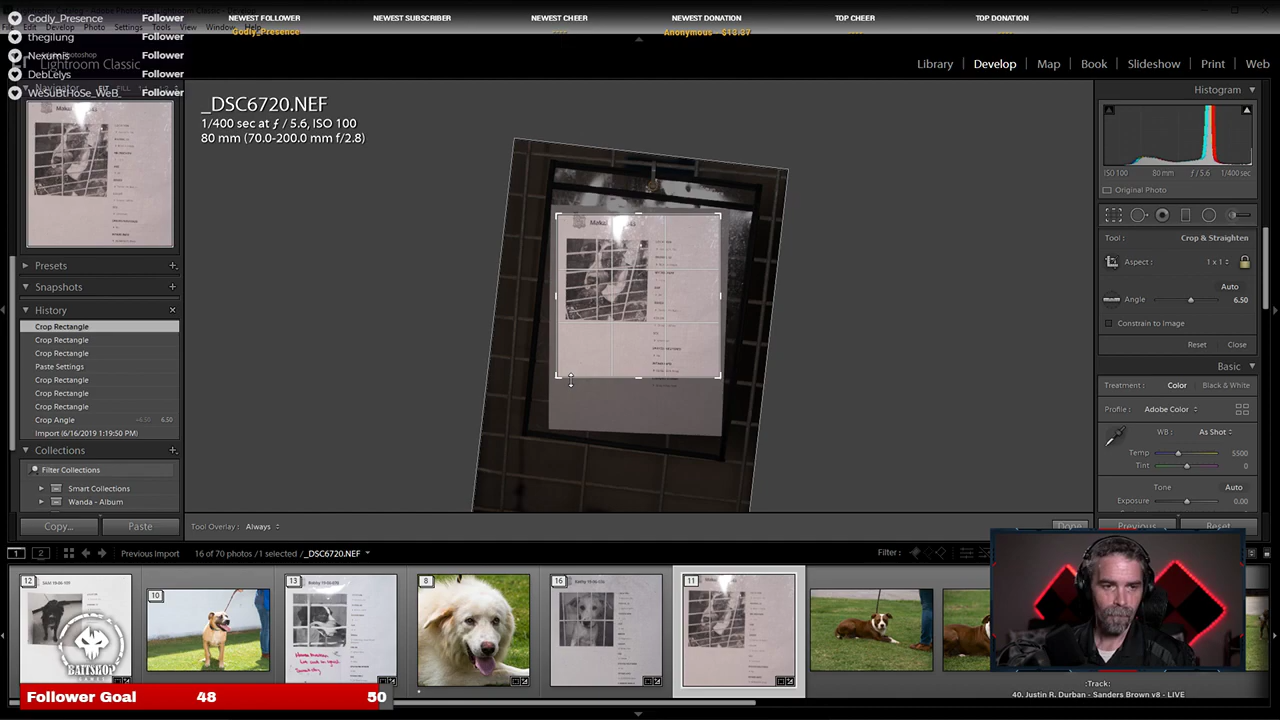 Godly_Presence Follower
NEWEST FOLLOWER
Godly_Presence
NEWEST SUBSCRIBER
NEWEST CHEER
NEWEST DONATION
Anonymous - $13.37
TOP CHEER
TOP DONATION
thegilung Follower
Nexumis Follower
DebLelys Follower
WeSuBtHoSe_WeB_ Follower
Lightroom Classic
Library
Develop
Map
Book
Slideshow
Print
Web
Navigator
_DSC6720.NEF
1/400 sec at ƒ / 5.6, ISO 100
80 mm (70.0-200.0 mm f/2.8)
Presets
Snapshots
History
Crop Rectangle
Crop Rectangle
Crop Rectangle
Paste Settings
Crop Rectangle
Crop Rectangle
Crop Rectangle
Crop Angle 6.50
Import (6/16/2019 1:19:50 PM)
Collections
Filter Collections
Smart Collections
Wanda - Album
Copy...
Paste
Tool Overlay: Always
Done
Histogram
ISO 100 80 mm ƒ / 5.6 1/400 sec
Original Photo
Tool: Crop & Straighten
Aspect: 1 x 1
Auto
Angle 6.50
Constrain to Image
Reset Close
Basic
Treatment: Color Black & White
Profile: Adobe Color
WB: As Shot
Temp 5500
Tint 0
Tone Auto
Exposure 0.00
Previous
Reset
1 2 Previous Import 16 of 70 photos /1 selected / _DSC6720.NEF
Filter :
12
10
13
8
16
11
BAITSHOP
GAMES
Follower Goal 48 50
:Track:
40. Justin R. Durban - Sanders Brown v8 - LIVE